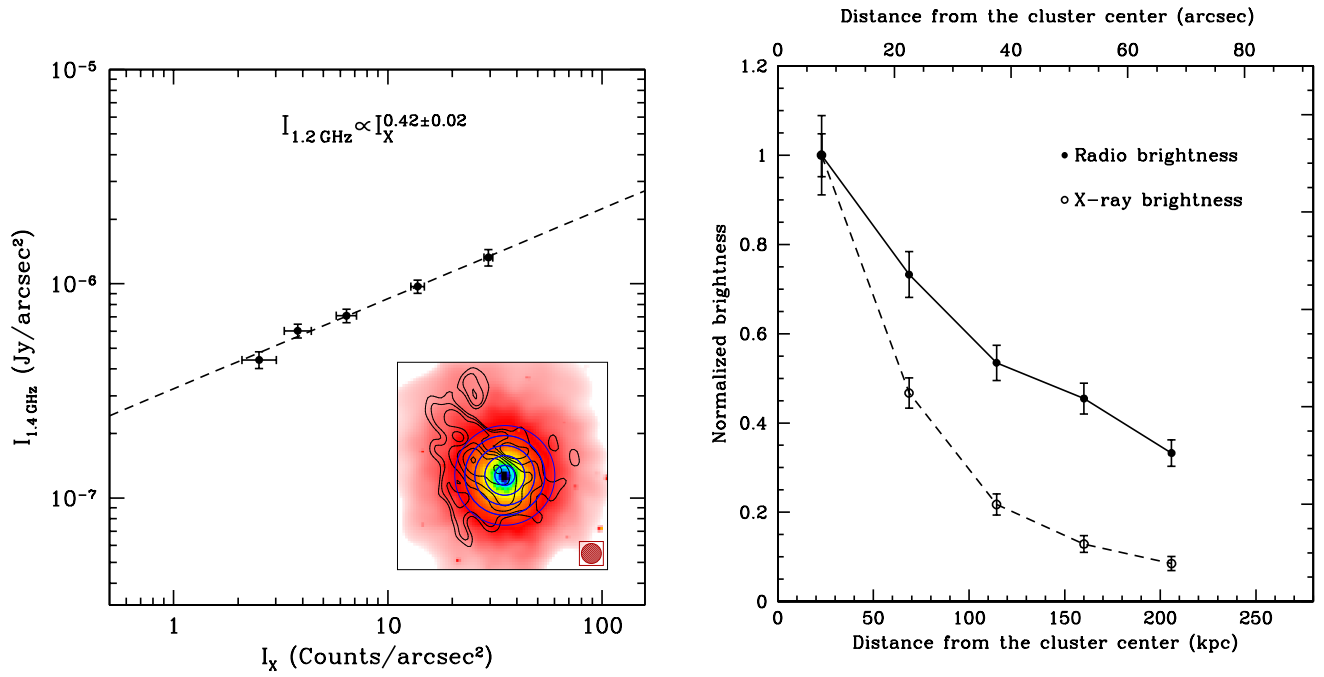 10⁻⁵
10⁻⁶
10⁻⁷
I₁.₄ GHz (Jy/arcsec²)
I₁.₂ GHz∝I_X^0.42±0.02
1 10 100
I_X (Counts/arcsec²)
Distance from the cluster center (arcsec)
0 20 40 60 80
1.2
1
0.8
0.6
0.4
0.2
0
Normalized brightness
Radio brightness
X-ray brightness
0 50 100 150 200 250
Distance from the cluster center (kpc)